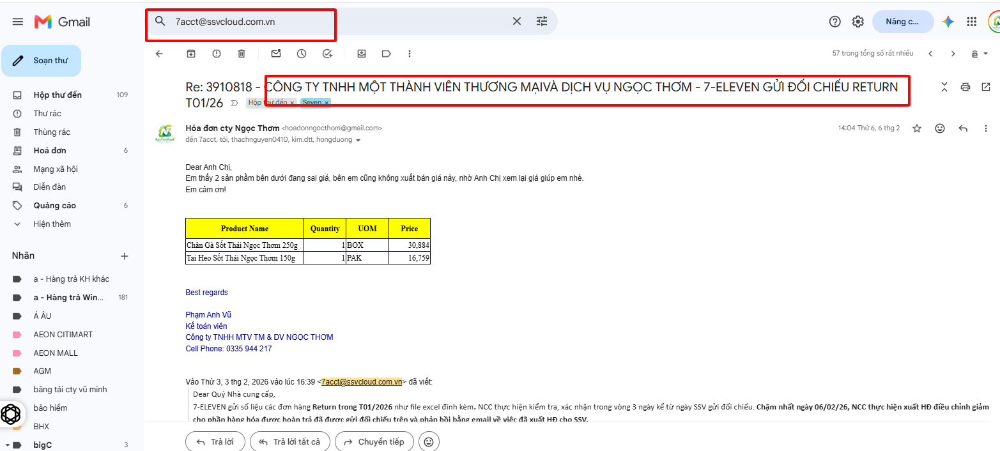 Gmail
7acct@ssvcloud.com.vn
Nâng c...
Soạn thư
57 trong tổng số rất nhiều
Hộp thư đến 109
Thư rác
Thùng rác
Hoá đơn 6
Mạng xã hội
Diễn đàn
Quảng cáo 6
Hiện thêm
Nhãn
a - Hàng trả KH khác
a - Hàng trả Win... 181
Á ÂU
AEON CITIMART
AEON MALL
AGM
băng tải cty vũ minh
bảo hiểm
BHX
bigC 3
Re: 3910818 - CÔNG TY TNHH MỘT THÀNH VIÊN THƯƠNG MẠIVÀ DỊCH VỤ NGỌC THƠM - 7-ELEVEN GỬI ĐỐI CHIẾU RETURN
T01/26 Hộp thư đến × Seven ×
Hóa đơn cty Ngọc Thơm <hoadonngocthom@gmail.com>
14:04 Thứ 6, 6 thg 2
đến 7acct, tôi, thachnguyen0410, kim.dtt, hongduong
Dear Anh Chị,
Em thấy 2 sản phẩm bên dưới đang sai giá, bên em cũng không xuất bán giá này, nhờ Anh Chị xem lại giá giúp em nhé.
Em cảm ơn!
Product Name Quantity UOM Price
Chân Gà Sốt Thái Ngọc Thơm 250g 1 BOX 30,884
Tai Heo Sốt Thái Ngọc Thơm 150g 1 PAK 16,759
Best regards
Phạm Anh Vũ
Kế toán viên
Công ty TNHH MTV TM & DV NGỌC THƠM
Cell Phone: 0335 944 217
Vào Thứ 3, 3 thg 2, 2026 vào lúc 16:39 <7acct@ssvcloud.com.vn> đã viết:
Dear Quý Nhà cung cấp,
7-ELEVEN gửi số liệu các đơn hàng Return trong T01/2026 như file excel đính kèm. NCC thực hiện kiểm tra, xác nhận trong vòng 3 ngày kể từ ngày SSV gửi đối chiếu. Chậm nhất ngày 06/02/26, NCC thực hiện xuất HĐ điều chỉnh giảm
cho phần hàng hóa được hoàn trả đã được gửi đối chiếu trên và phản hồi bằng email về việc đã xuất HĐ cho SSV.
Trả lời
Trả lời tất cả
Chuyển tiếp